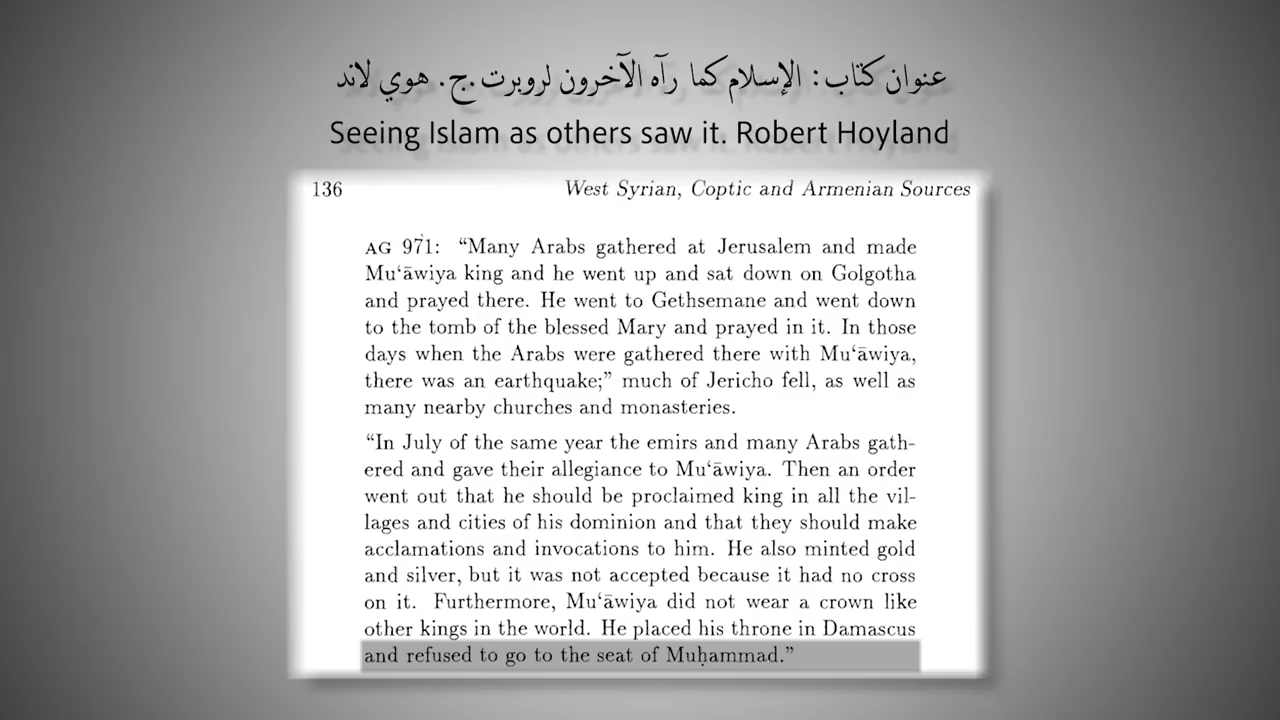 عنوان كتاب: الإسلام كما رآه الآخرون لروبرت .ج. هوي لاند
Seeing Islam as others saw it. Robert Hoyland
136 West Syrian, Coptic and Armenian Sources
AG 971: “Many Arabs gathered at Jerusalem and made
Mu‘āwiya king and he went up and sat down on Golgotha
and prayed there. He went to Gethsemane and went down
to the tomb of the blessed Mary and prayed in it. In those
days when the Arabs were gathered there with Mu‘āwiya,
there was an earthquake;” much of Jericho fell, as well as
many nearby churches and monasteries.
“In July of the same year the emirs and many Arabs gath-
ered and gave their allegiance to Mu‘āwiya. Then an order
went out that he should be proclaimed king in all the vil-
lages and cities of his dominion and that they should make
acclamations and invocations to him. He also minted gold
and silver, but it was not accepted because it had no cross
on it. Furthermore, Mu‘āwiya did not wear a crown like
other kings in the world. He placed his throne in Damascus
and refused to go to the seat of Muḥammad.”